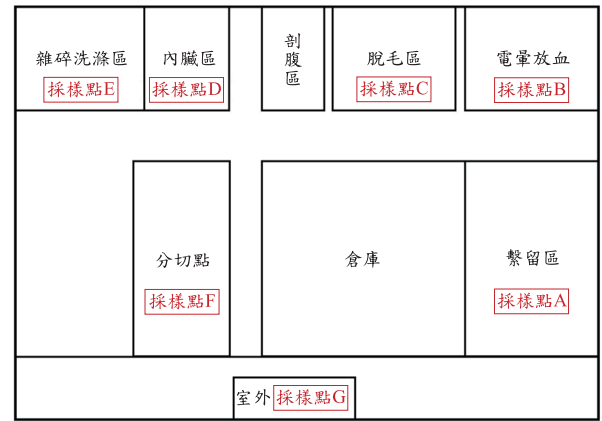 雜碎洗滌區
採樣點E
內臟區
採樣點D
剖腹區
脫毛區
採樣點C
電暈放血
採樣點B
分切點
採樣點F
倉庫
繫留區
採樣點A
室外 採樣點G